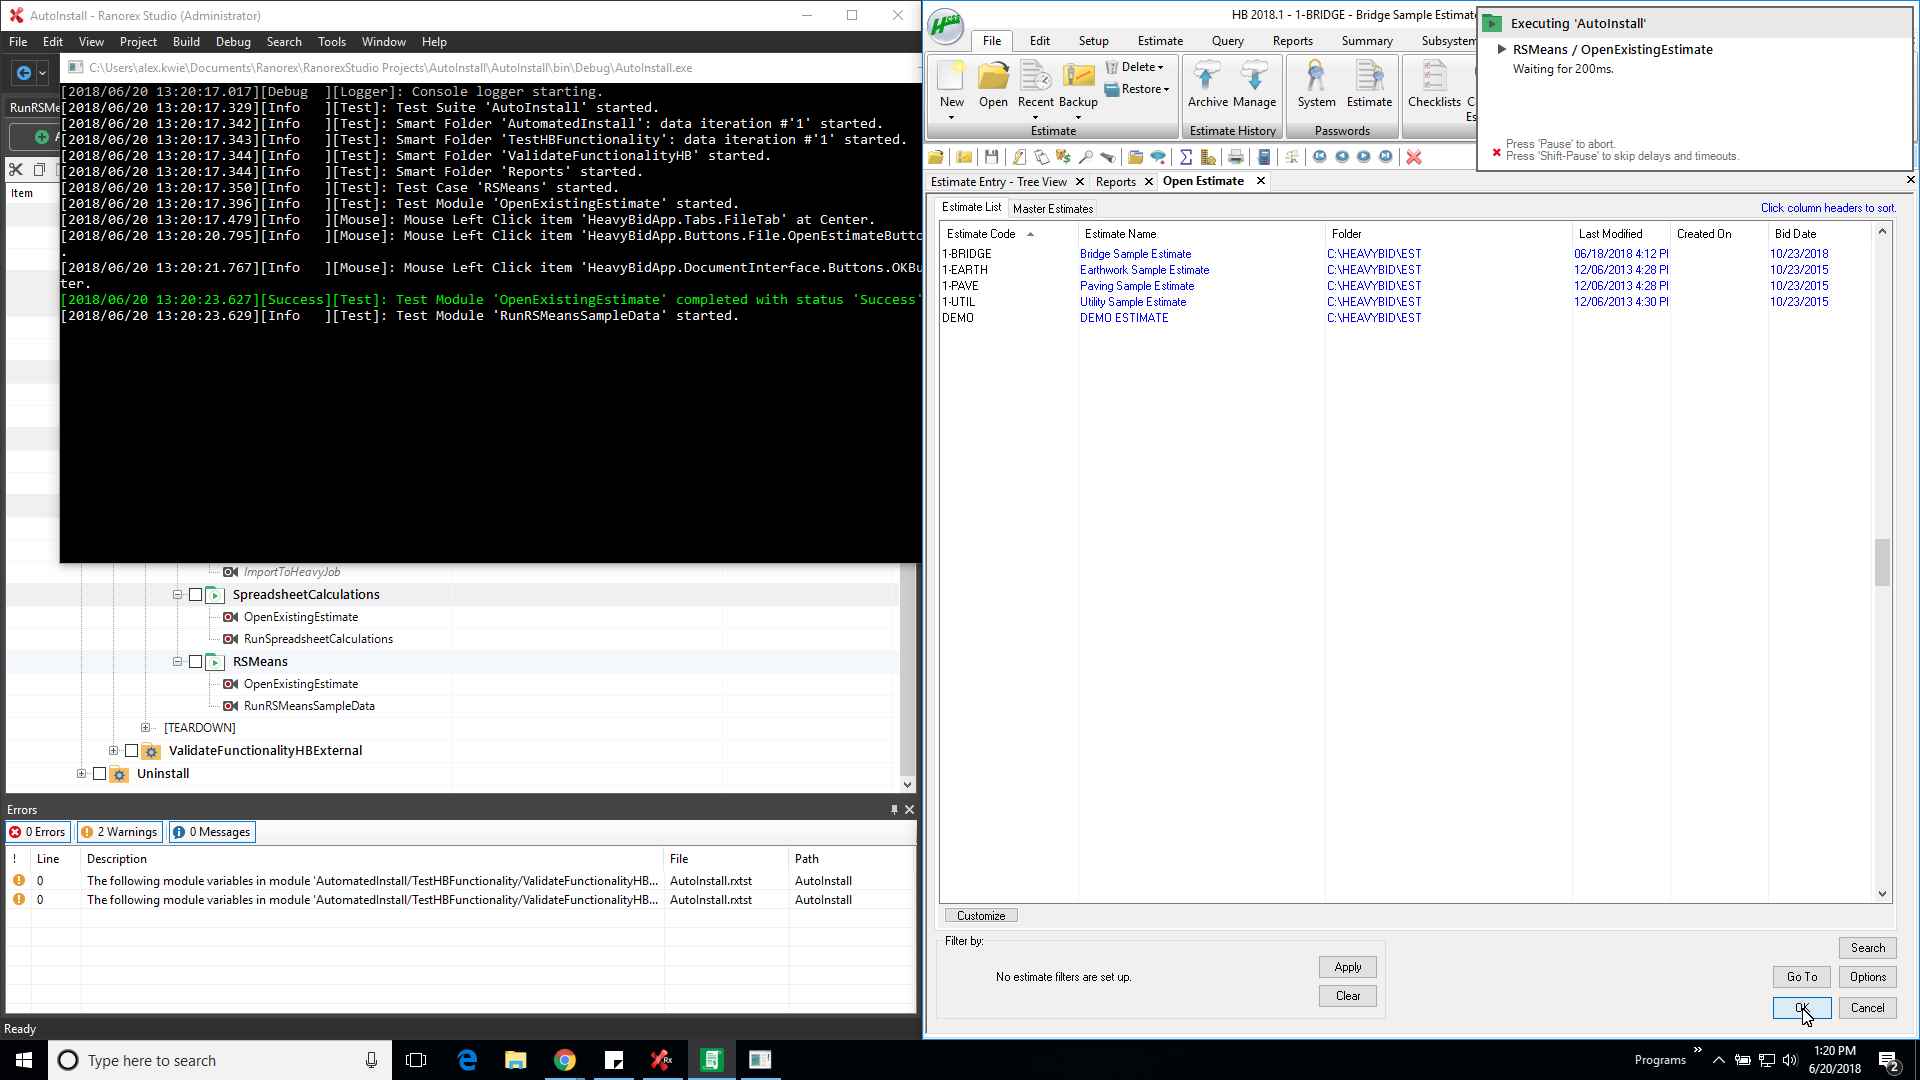 AutoInstall - Ranorex Studio (Administrator)
File Edit View Project Build Debug Search Tools Window Help
C:\Users\alex.kwie\Documents\Ranorex\RanorexStudio Projects\AutoInstall\AutoInstall\bin\Debug\AutoInstall.exe
RunRSMe
Item
[2018/06/20 13:20:17.017][Debug ][Logger]: Console logger starting.
[2018/06/20 13:20:17.329][Info ][Test]: Test Suite 'AutoInstall' started.
[2018/06/20 13:20:17.342][Info ][Test]: Smart Folder 'AutomatedInstall': data iteration #'1' started.
[2018/06/20 13:20:17.343][Info ][Test]: Smart Folder 'TestHBFunctionality': data iteration #'1' started.
[2018/06/20 13:20:17.344][Info ][Test]: Smart Folder 'ValidateFunctionalityHB' started.
[2018/06/20 13:20:17.344][Info ][Test]: Smart Folder 'Reports' started.
[2018/06/20 13:20:17.350][Info ][Test]: Test Case 'RSMeans' started.
[2018/06/20 13:20:17.396][Info ][Test]: Test Module 'OpenExistingEstimate' started.
[2018/06/20 13:20:17.479][Info ][Mouse]: Mouse Left Click item 'HeavyBidApp.Tabs.FileTab' at Center.
[2018/06/20 13:20:20.795][Info ][Mouse]: Mouse Left Click item 'HeavyBidApp.Buttons.File.OpenEstimateButto
.
[2018/06/20 13:20:21.767][Info ][Mouse]: Mouse Left Click item 'HeavyBidApp.DocumentInterface.Buttons.OKBu
ter.
[2018/06/20 13:20:23.627][Success][Test]: Test Module 'OpenExistingEstimate' completed with status 'Success'
[2018/06/20 13:20:23.629][Info ][Test]: Test Module 'RunRSMeansSampleData' started.
ImportToHeavyJob
SpreadsheetCalculations
OpenExistingEstimate
RunSpreadsheetCalculations
RSMeans
OpenExistingEstimate
RunRSMeansSampleData
[TEARDOWN]
ValidateFunctionalityHBExternal
Uninstall
Errors
0 Errors 2 Warnings 0 Messages
! Line Description File Path
0 The following module variables in module 'AutomatedInstall/TestHBFunctionality/ValidateFunctionalityHB... AutoInstall.rxtst AutoInstall
0 The following module variables in module 'AutomatedInstall/TestHBFunctionality/ValidateFunctionalityHB... AutoInstall.rxtst AutoInstall
Ready
HB 2018.1 - 1-BRIDGE - Bridge Sample Estimate
File Edit Setup Estimate Query Reports Summary Subsystem
New Open Recent Backup Delete Restore
Archive Manage System Estimate Checklists C
Es
Estimate Estimate History Passwords
Executing 'AutoInstall'
RSMeans / OpenExistingEstimate
Waiting for 200ms.
Press 'Pause' to abort.
Press 'Shift-Pause' to skip delays and timeouts.
Estimate Entry - Tree View Reports Open Estimate
Estimate List Master Estimates Click column headers to sort.
Estimate Code Estimate Name Folder Last Modified Created On Bid Date
1-BRIDGE Bridge Sample Estimate C:\HEAVYBID\EST 06/18/2018 4:12 PI 10/23/2018
1-EARTH Earthwork Sample Estimate C:\HEAVYBID\EST 12/06/2013 4:28 PI 10/23/2015
1-PAVE Paving Sample Estimate C:\HEAVYBID\EST 12/06/2013 4:28 PI 10/23/2015
1-UTIL Utility Sample Estimate C:\HEAVYBID\EST 12/06/2013 4:30 PI 10/23/2015
DEMO DEMO ESTIMATE C:\HEAVYBID\EST
Customize
Filter by:
No estimate filters are set up.
Apply
Clear
Search
Go To Options
OK Cancel
Type here to search
Programs
1:20 PM
6/20/2018
2